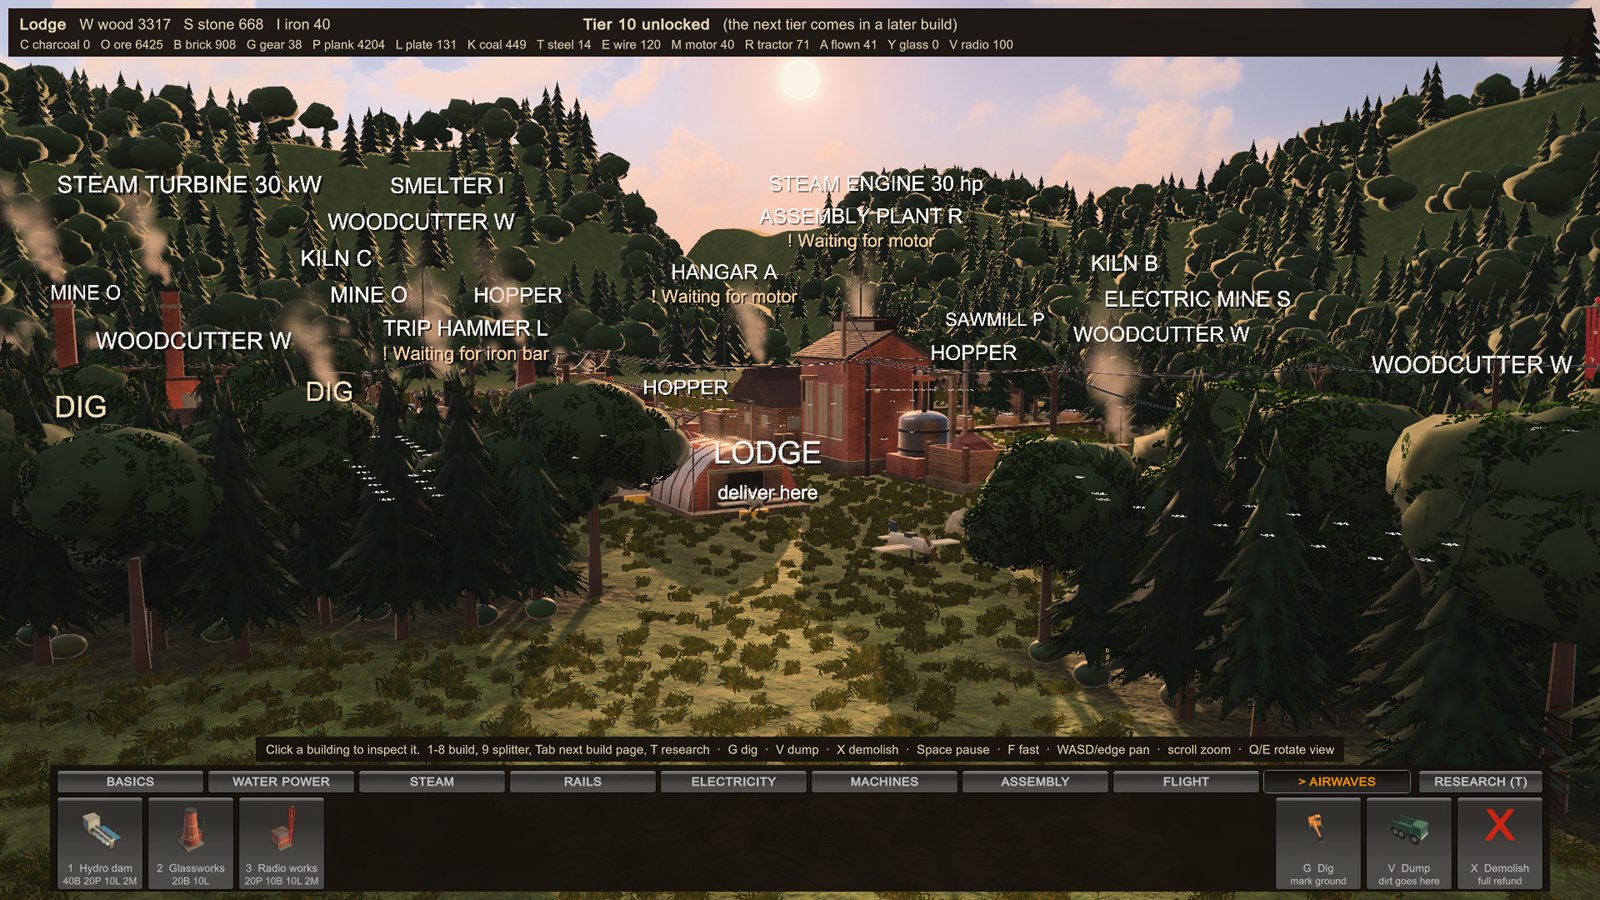 Lodge W wood 3317 S stone 668 I iron 40
Tier 10 unlocked (the next tier comes in a later build)
C charcoal 0 O ore 6425 B brick 908 G gear 38 P plank 4204 L plate 131 K coal 449 T steel 14 E wire 120 M motor 40 R tractor 71 A flown 41 Y glass 0 V radio 100
STEAM TURBINE 30 kW
SMELTER I
STEAM ENGINE 30 hp
WOODCUTTER W
ASSEMBLY PLANT R
! Waiting for motor
KILN C
HANGAR A
! Waiting for motor
KILN B
MINE O
MINE O
HOPPER
ELECTRIC MINE S
TRIP HAMMER L
! Waiting for iron bar
SAWMILL P
WOODCUTTER W
WOODCUTTER W
HOPPER
WOODCUTTER W
DIG
DIG
HOPPER
LODGE
deliver here
Click a building to inspect it. 1-8 build, 9 splitter, Tab next build page, T research · G dig · V dump · X demolish · Space pause · F fast · WASD/edge pan · scroll zoom · Q/E rotate view
BASICS WATER POWER STEAM RAILS ELECTRICITY MACHINES ASSEMBLY FLIGHT > AIRWAVES RESEARCH (T)
1 Hydro dam
40B 20P 10L 2M
2 Glassworks
20B 10L
3 Radio works
20P 10B 10L 2M
G Dig
mark ground
V Dump
dirt goes here
X Demolish
full refund